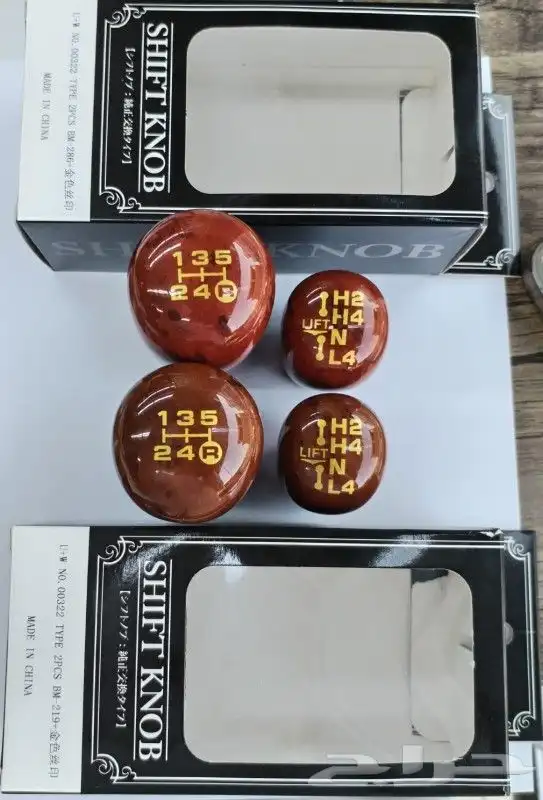 U+W NO.00322 TYPE 2PCS BM-286+金色丝印
MADE IN CHINA
SHIFT KNOB
【シフトノブ：純正交換タイプ】
SHIFT KNOB
1 3 5
2 4 R
H2
H4
LIFT
N
L4
1 3 5
2 4 R
H2
H4
LIFT
N
L4
U+W NO.00322 TYPE 2PCS BM-219+金色丝印
MADE IN CHINA
SHIFT KNOB
【シフトノブ：純正交換タイプ】
حراج